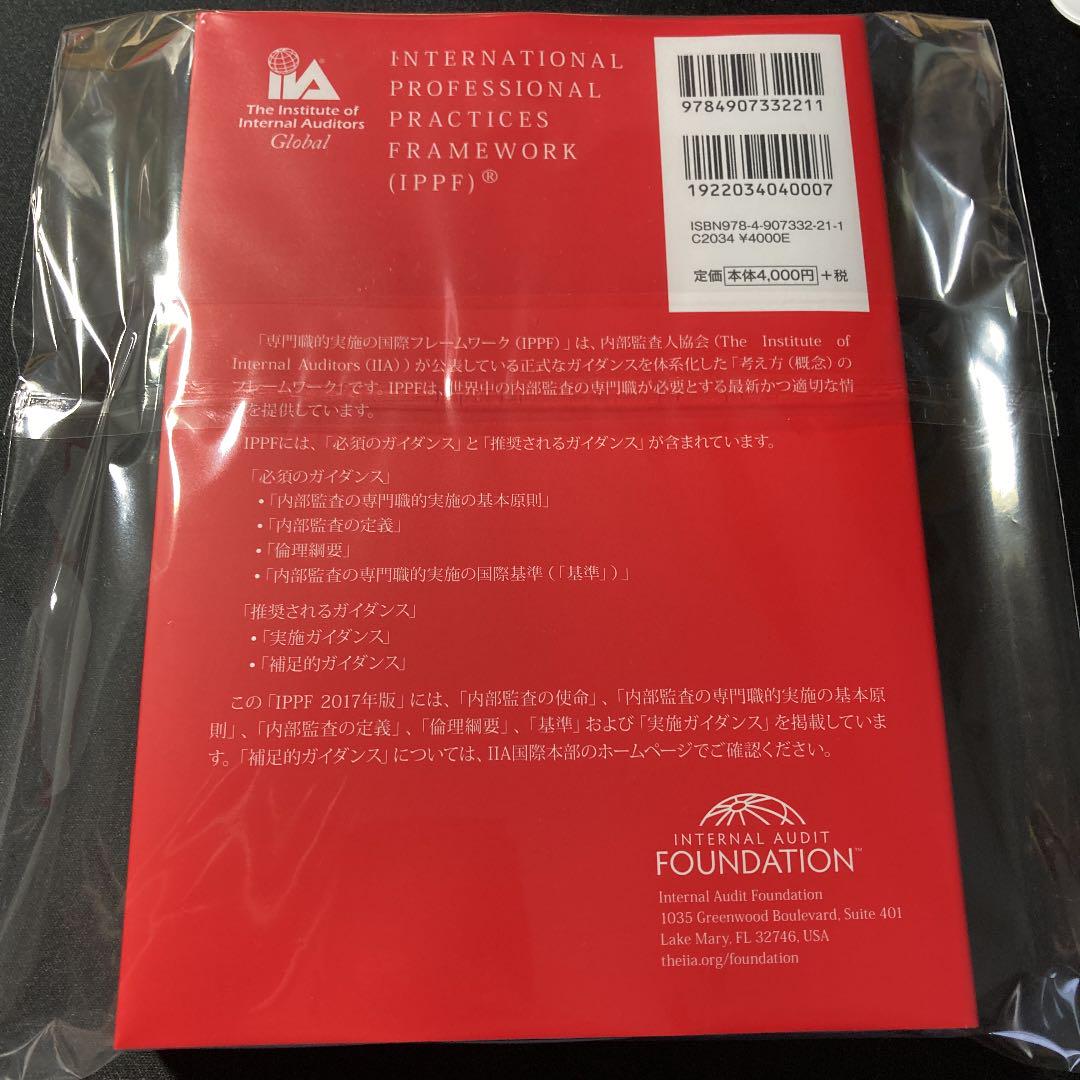 IIA
The Institute of
Internal Auditors
Global
INTERNATIONAL
PROFESSIONAL
PRACTICES
FRAMEWORK
(IPPF)®
9784907332211
1922034040007
ISBN978-4-907332-21-1
C2034 ¥4000E
定価 本体4,000円 +税
「専門職的実施の国際フレームワーク(IPPF)」は、内部監査人協会(The Institute of
Internal Auditors (IIA))が公表している正式なガイダンスを体系化した「考え方(概念)の
フレームワーク」です。IPPFは、世界中の内部監査の専門職が必要とする最新かつ適切な情
を提供しています。
IPPFには、「必須のガイダンス」と「推奨されるガイダンス」が含まれています。
「必須のガイダンス」
・「内部監査の専門職的実施の基本原則」
・「内部監査の定義」
・「倫理綱要」
・「内部監査の専門職的実施の国際基準(「基準」)」
「推奨されるガイダンス」
・「実施ガイダンス」
・「補足的ガイダンス」
この「IPPF 2017年版」には、「内部監査の使命」、「内部監査の専門職的実施の基本原
則」、「内部監査の定義」、「倫理綱要」、「基準」および「実施ガイダンス」を掲載していま
す。「補足的ガイダンス」については、IIA国際本部のホームページでご確認ください。
INTERNAL AUDIT
FOUNDATION™
Internal Audit Foundation
1035 Greenwood Boulevard, Suite 401
Lake Mary, FL 32746, USA
theiia.org/foundation